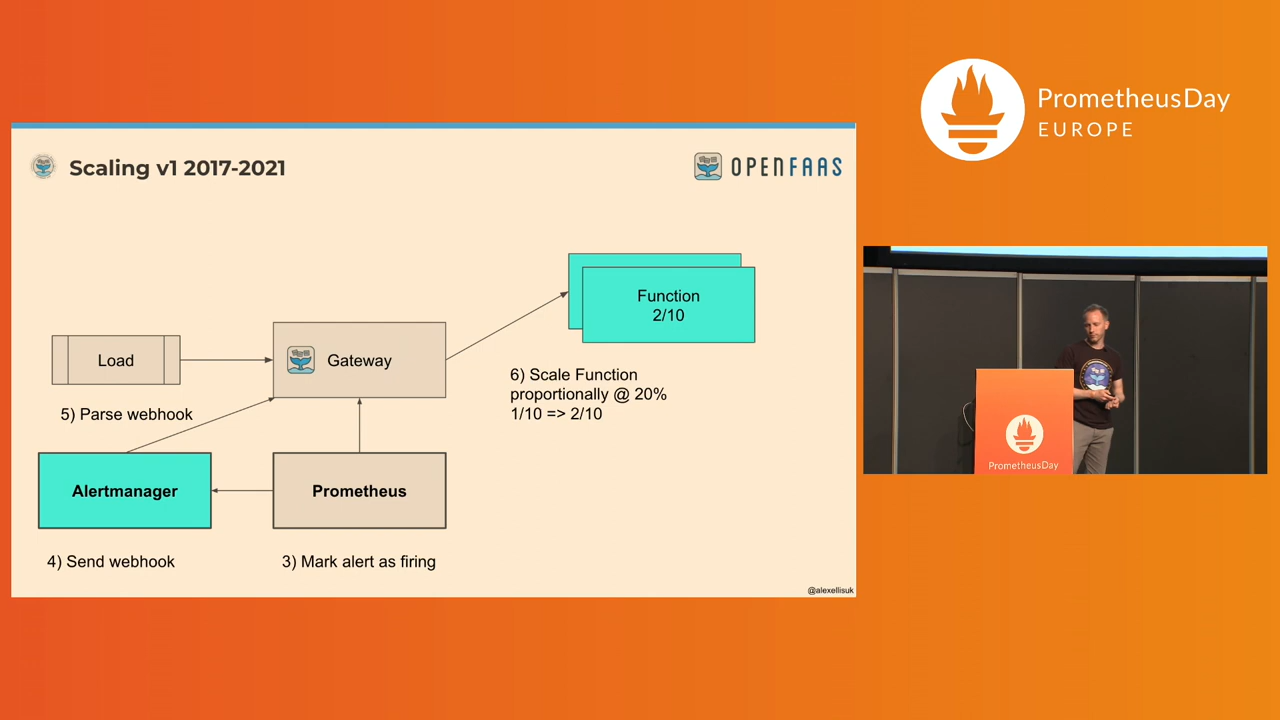 PrometheusDay
EUROPE
Scaling v1 2017-2021
OPENFAAS
Function
2/10
Load
Gateway
6) Scale Function
proportionally @ 20%
1/10 => 2/10
5) Parse webhook
Alertmanager
Prometheus
4) Send webhook
3) Mark alert as firing
@alexellisuk
PrometheusDay